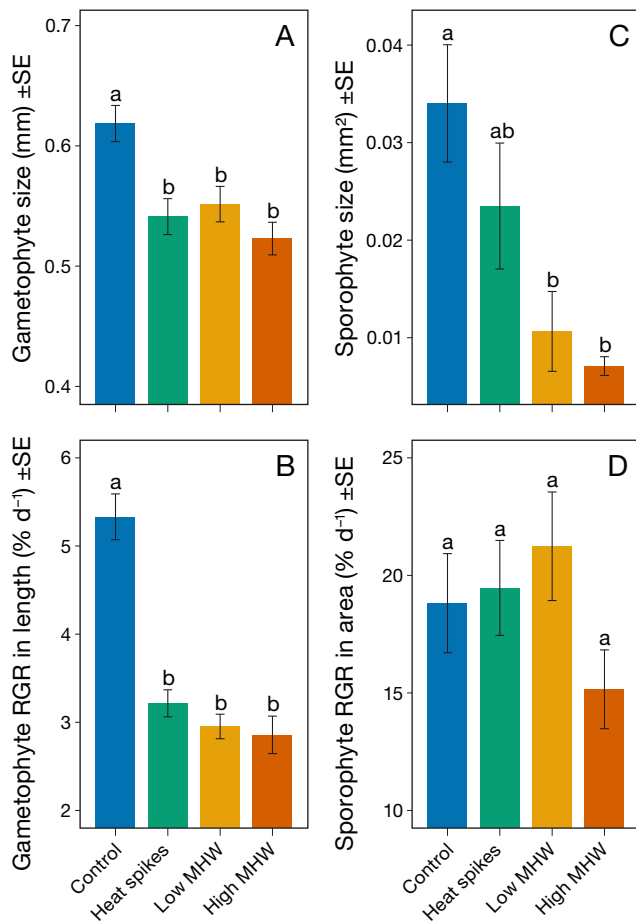 Gametophyte size (mm) ±SE
A
0.7
0.6
0.5
0.4
a
b
b
b
Sporophyte size (mm²) ±SE
C
0.04
0.03
0.02
0.01
a
ab
b
b
Gametophyte RGR in length (% d⁻¹) ±SE
B
6
5
4
3
2
a
b
b
b
Control
Heat spikes
Low MHW
High MHW
Sporophyte RGR in area (% d⁻¹) ±SE
D
25
20
15
10
a
a
a
a
Control
Heat spikes
Low MHW
High MHW